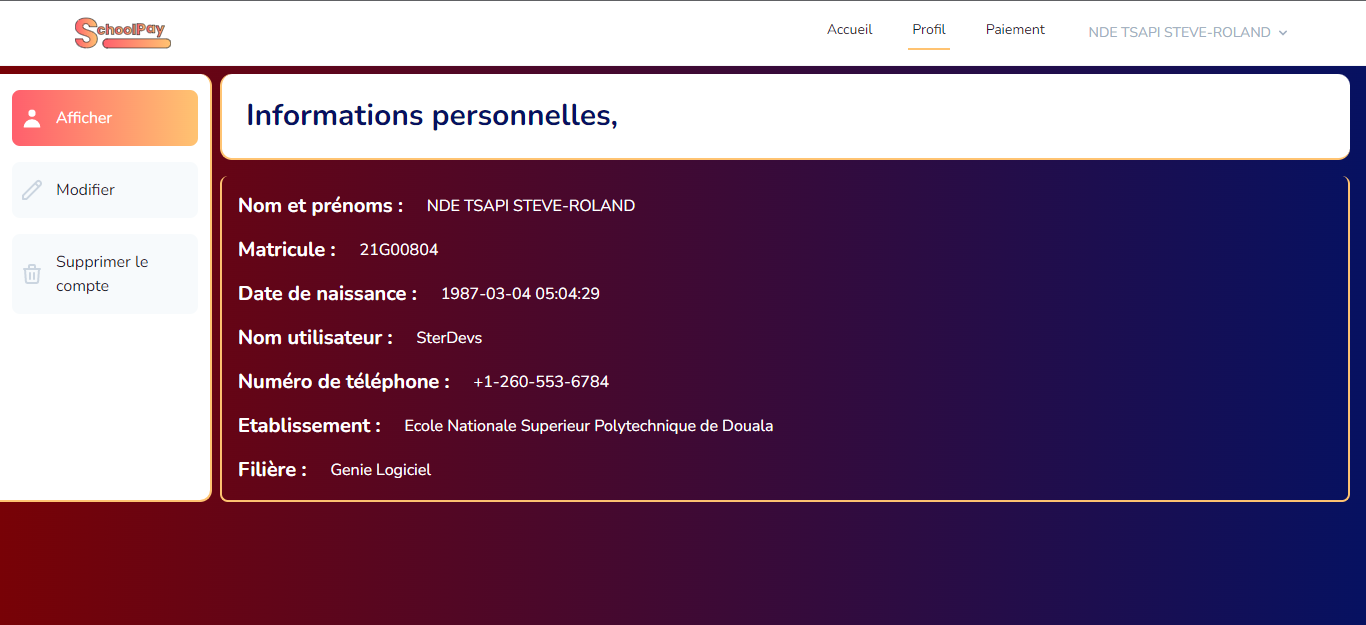 SchoolPay
Accueil Profil Paiement NDE TSAPI STEVE-ROLAND
Afficher
Modifier
Supprimer le
compte
Informations personnelles,
Nom et prénoms : NDE TSAPI STEVE-ROLAND
Matricule : 21G00804
Date de naissance : 1987-03-04 05:04:29
Nom utilisateur : SterDevs
Numéro de téléphone : +1-260-553-6784
Etablissement : Ecole Nationale Superieur Polytechnique de Douala
Filière : Genie Logiciel